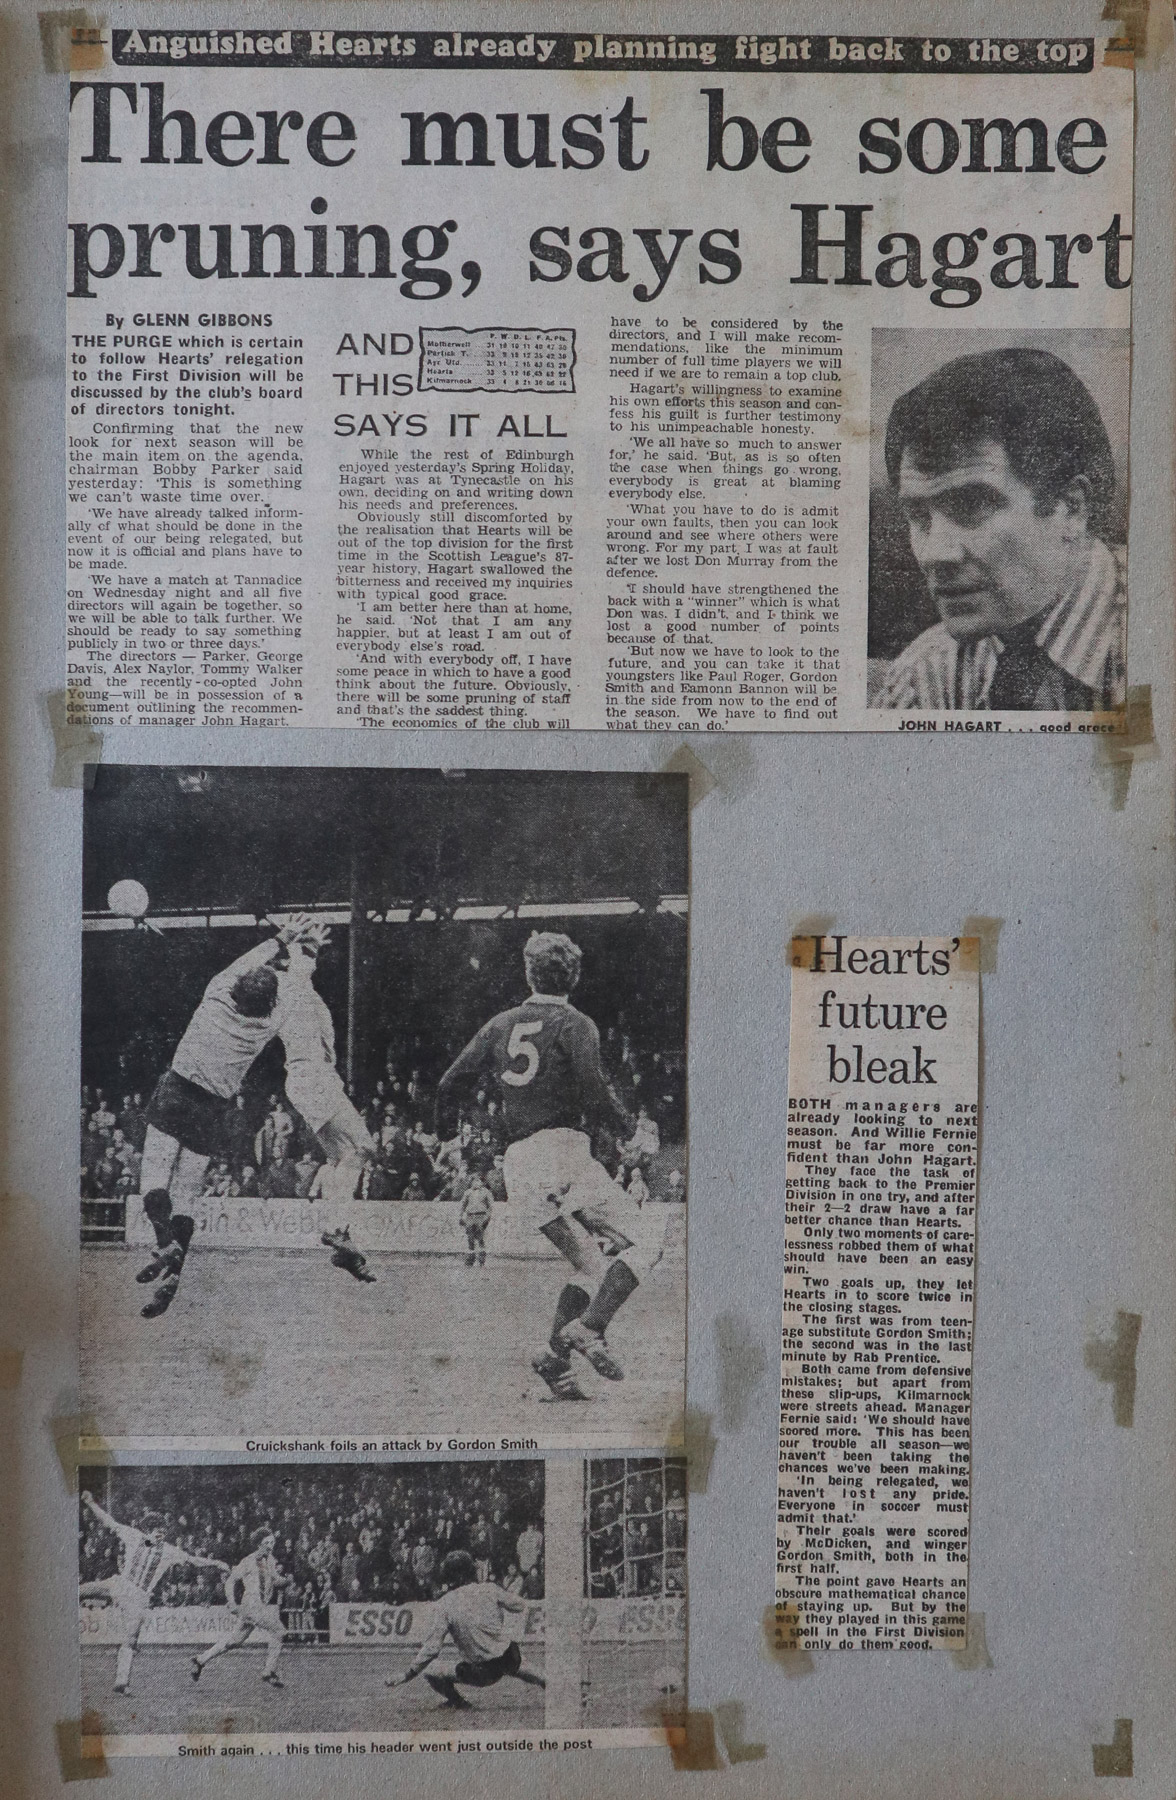 Anguished Hearts already planning fight back to the top
There must be some
pruning, says Hagart
By GLENN GIBBONS
THE PURGE which is certain
to follow Hearts' relegation
to the First Division will be
discussed by the club's board
of directors tonight.
Confirming that the new
look for next season will be
the main item on the agenda,
chairman Bobby Parker said
yesterday: 'This is something
we can't waste time over.
'We have already talked inform-
ally of what should be done in the
event of our being relegated, but
now it is official and plans have to
be made.
'We have a match at Tannadice
on Wednesday night and all five
directors will again be together, so
we will be able to talk further. We
should be ready to say something
publicly in two or three days.'
The directors — Parker, George
Davis, Alex Naylor, Tommy Walker
and the recently-co-opted John
Young—will be in possession of a
document outlining the recommen-
dations of manager John Hagart.
AND
THIS
SAYS IT ALL
P. W. D. L. F. A. Pts.
Motherwell
Partick T.
Ayr Utd.
Hearts
Kilmarnock
While the rest of Edinburgh
enjoyed yesterday's Spring Holiday,
Hagart was at Tynecastle on his
own, deciding on and writing down
his needs and preferences.
Obviously still discomforted by
the realisation that Hearts will be
out of the top division for the first
time in the Scottish League's 87-
year history, Hagart swallowed the
bitterness and received my inquiries
with typical good grace.
'I am better here than at home,
he said. 'Not that I am any
happier, but at least I am out of
everybody else's road.
'And with everybody off, I have
some peace in which to have a good
think about the future. Obviously,
there will be some pruning of staff
and that's the saddest thing.
'The economics of the club will
have to be considered by the
directors, and I will make recom-
mendations, like the minimum
number of full time players we will
need if we are to remain a top club.
Hagart's willingness to examine
his own efforts this season and con-
fess his guilt is further testimony
to his unimpeachable honesty.
'We all have so much to answer
for,' he said. 'But, as is so often
the case when things go wrong,
everybody is great at blaming
everybody else.
'What you have to do is admit
your own faults, then you can look
around and see where others were
wrong. For my part, I was at fault
after we lost Don Murray from the
defence.
'I should have strengthened the
back with a "winner" which is what
Don was. I didn't, and I think we
lost a good number of points
because of that.
'But now we have to look to the
future, and you can take it that
youngsters like Paul Roger, Gordon
Smith and Eamonn Bannon will be
in the side from now to the end of
the season. We have to find out
what they can do.'
JOHN HAGART . . . good grace
5
& Webb
OMEGA
Cruickshank foils an attack by Gordon Smith
OMEGA WATCH
ESSO
ESSO
Smith again . . . this time his header went just outside the post
Hearts'
future
bleak
BOTH managers are
already looking to next
season. And Willie Fernie
must be far more con-
fident than John Hagart.
They face the task of
getting back to the Premier
Division in one try, and after
their 2—2 draw have a far
better chance than Hearts.
Only two moments of care-
lessness robbed them of what
should have been an easy
win.
Two goals up, they let
Hearts in to score twice in
the closing stages.
The first was from teen-
age substitute Gordon Smith;
the second was in the last
minute by Rab Prentice.
Both came from defensive
mistakes; but apart from
these slip-ups, Kilmarnock
were streets ahead. Manager
Fernie said: 'We should have
scored more. This has been
our trouble all season—we
haven't been taking the
chances we've been making.
'In being relegated, we
haven't lost any pride.
Everyone in soccer must
admit that.'
Their goals were scored
by McDicken, and winger
Gordon Smith, both in the
first half.
The point gave Hearts an
obscure mathematical chance
of staying up. But by the
way they played in this game
a spell in the First Division
can only do them good.